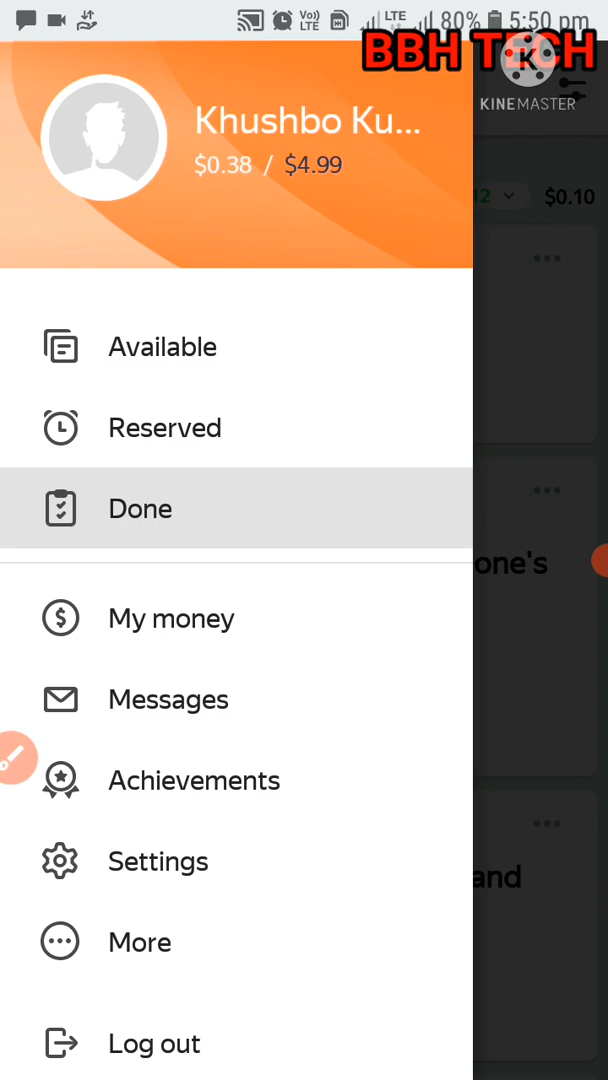 Vo))
LTE
LTE
80%
5:50 pm
BBH TECH
K
KINEMASTER
Khushbo Ku...
$0.38 / $4.99
12
$0.10
Available
Reserved
Done
one's
My money
Messages
Achievements
and
Settings
More
Log out